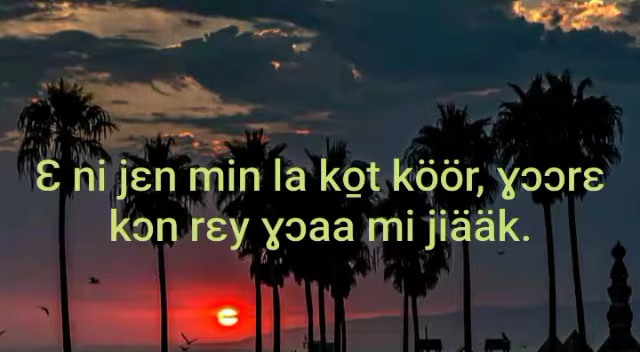 Ɛ ni jɛn min la ko̱t köör, ɣɔɔrɛ
kɔn rɛy ɣɔaa mi jiääk.